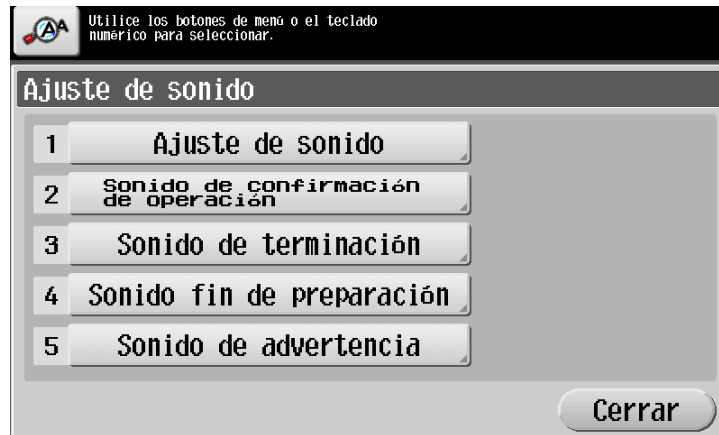 Utilice los botones de menú o el teclado
numérico para seleccionar.
Ajuste de sonido
1 Ajuste de sonido
2 Sonido de confirmación
de operación
3 Sonido de terminación
4 Sonido fin de preparación
5 Sonido de advertencia
Cerrar